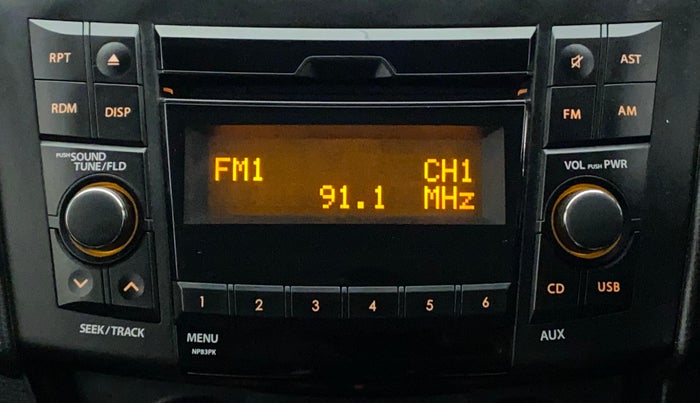 RPT
AST
RDM
DISP
FM
AM
PUSH SOUND
TUNE/FLD
VOL PUSH PWR
FM1
CH1
91.1
MHz
CD
USB
1
2
3
4
5
6
SEEK/TRACK
MENU
AUX
NPB3PK